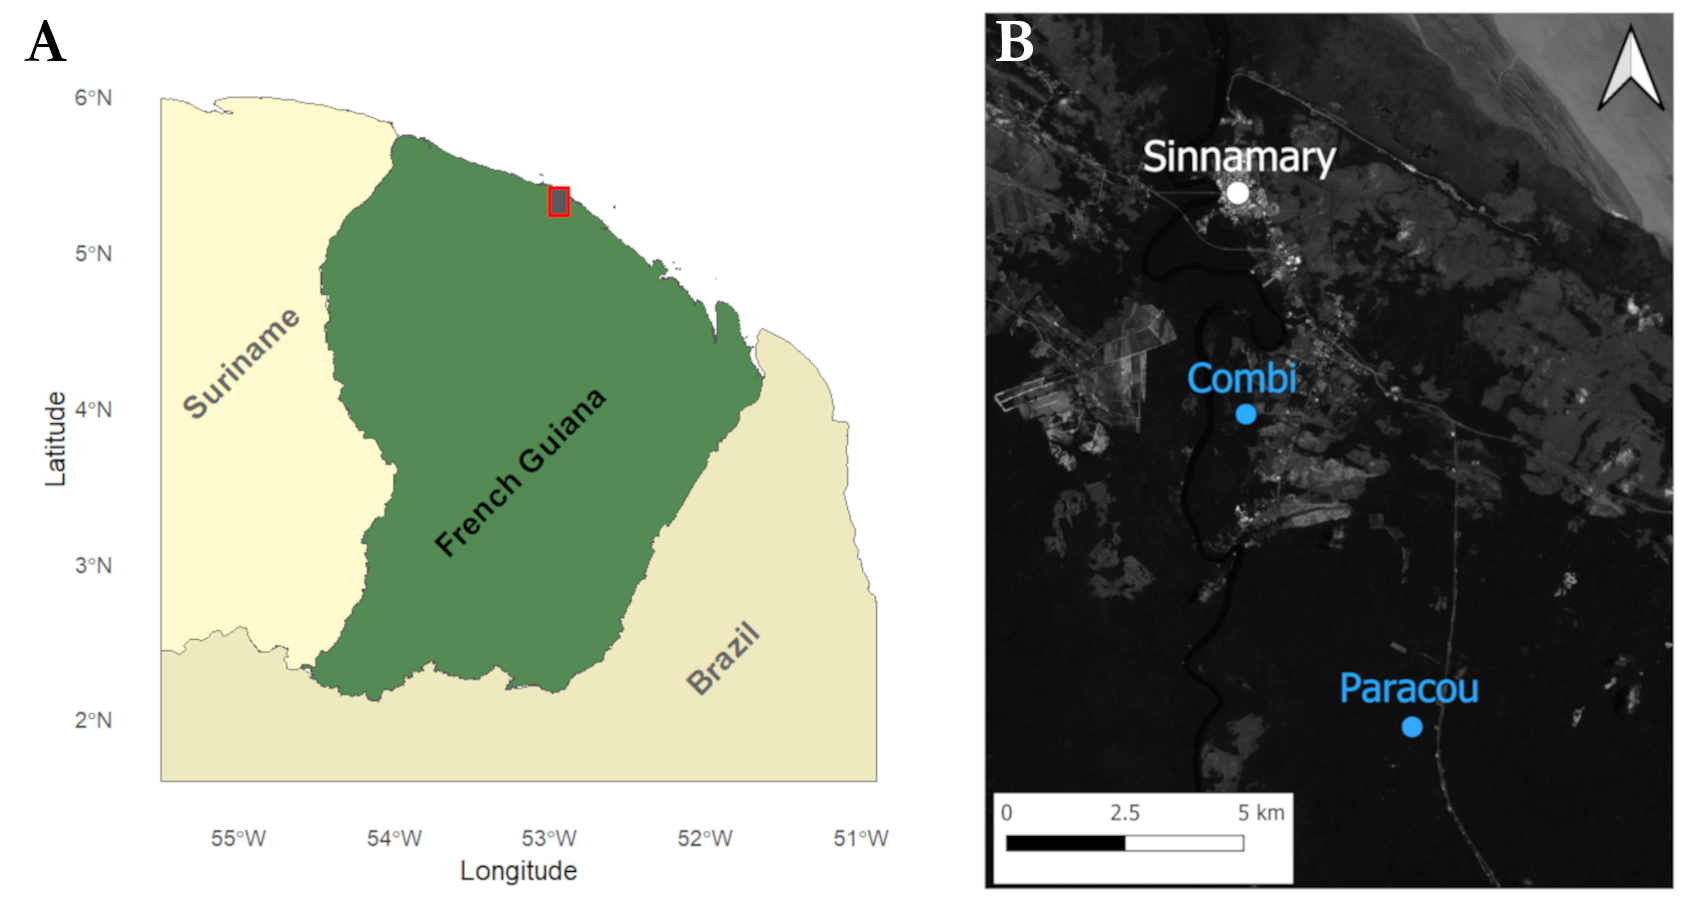 A
6°N
5°N
4°N
3°N
2°N
Latitude
Suriname
French Guiana
Brazil
55°W 54°W 53°W 52°W 51°W
Longitude
B
Sinnamary
Combi
Paracou
0 2.5 5 km